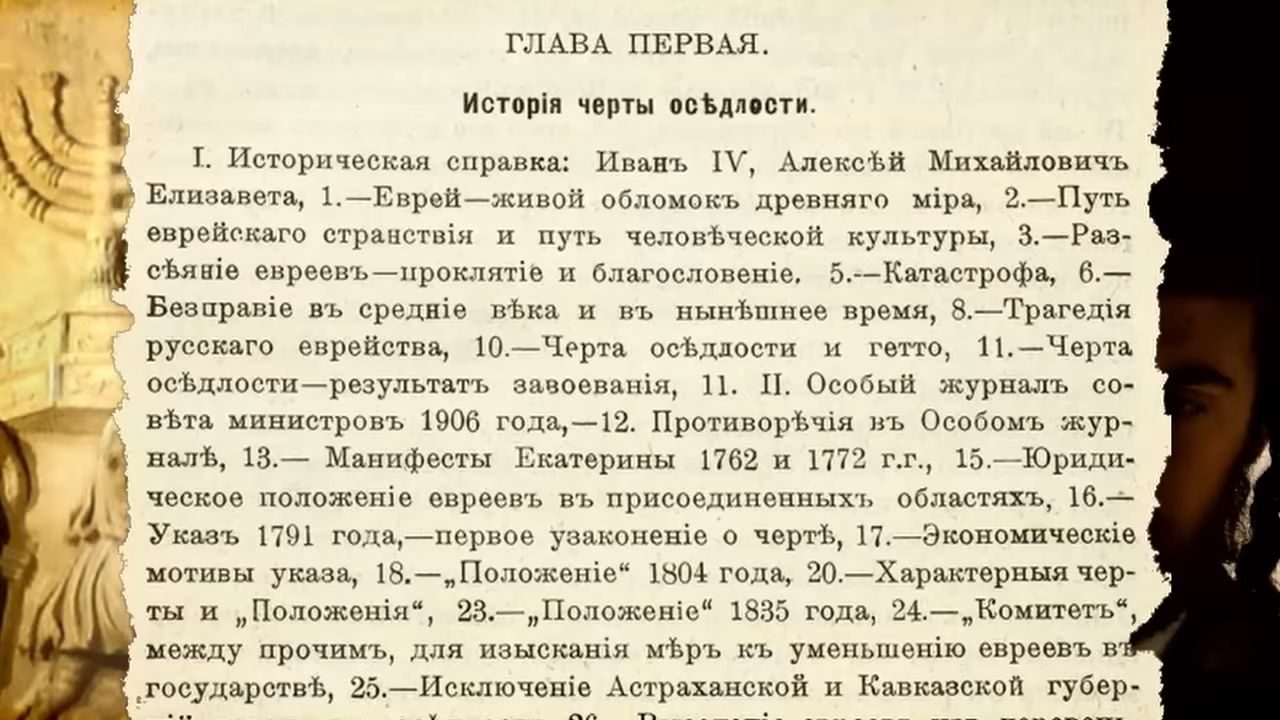 ГЛАВА ПЕРВАЯ.
Исторія черты осѣдлости.
I. Историческая справка: Иванъ IV, Алексѣй Михайловичъ
Елизавета, 1.—Еврей—живой обломокъ древняго міра, 2.—Путь
еврейскаго странствія и путь человѣческой культуры, 3.—Раз-
сѣяніе евреевъ—проклятіе и благословеніе. 5.—Катастрофа, 6.—
Безправіе въ средніе вѣка и въ нынѣшнее время, 8.—Трагедія
русскаго еврейства, 10.—Черта осѣдлости и гетто, 11.—Черта
осѣдлости—результатъ завоеванія, 11. II. Особый журналъ со-
вѣта министровъ 1906 года,—12. Противорѣчія въ Особомъ жур-
налѣ, 13.— Манифесты Екатерины 1762 и 1772 г.г., 15.—Юриди-
ческое положеніе евреевъ въ присоединенныхъ областяхъ, 16.—
Указъ 1791 года,—первое узаконеніе о чертѣ, 17.—Экономическіе
мотивы указа, 18.—„Положеніе“ 1804 года, 20.—Характерныя чер-
ты и „Положенія“, 23.—„Положеніе“ 1835 года, 24.—„Комитетъ“,
между прочимъ, для изысканія мѣръ къ уменьшенію евреевъ въ
государствѣ, 25.—Исключеніе Астраханской и Кавказской губер-